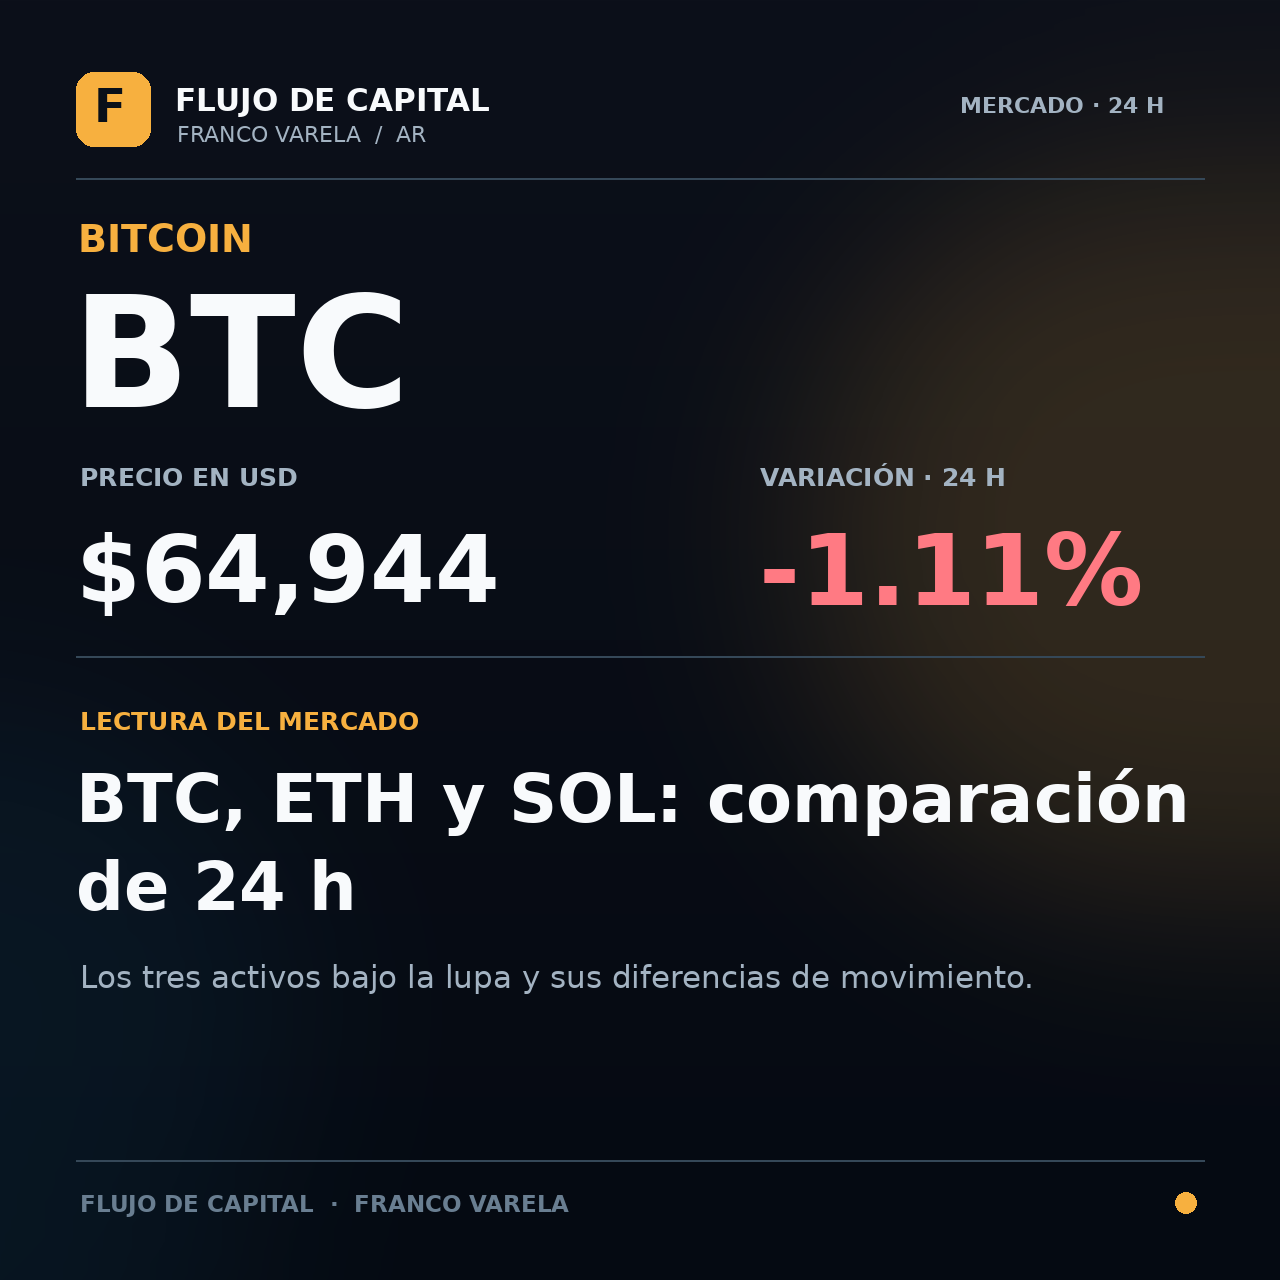 F
FLUJO DE CAPITAL
FRANCO VARELA / AR
MERCADO · 24 H
BITCOIN
BTC
PRECIO EN USD
$64,944
VARIACIÓN · 24 H
-1.11%
LECTURA DEL MERCADO
BTC, ETH y SOL: comparación
de 24 h
Los tres activos bajo la lupa y sus diferencias de movimiento.
FLUJO DE CAPITAL · FRANCO VARELA